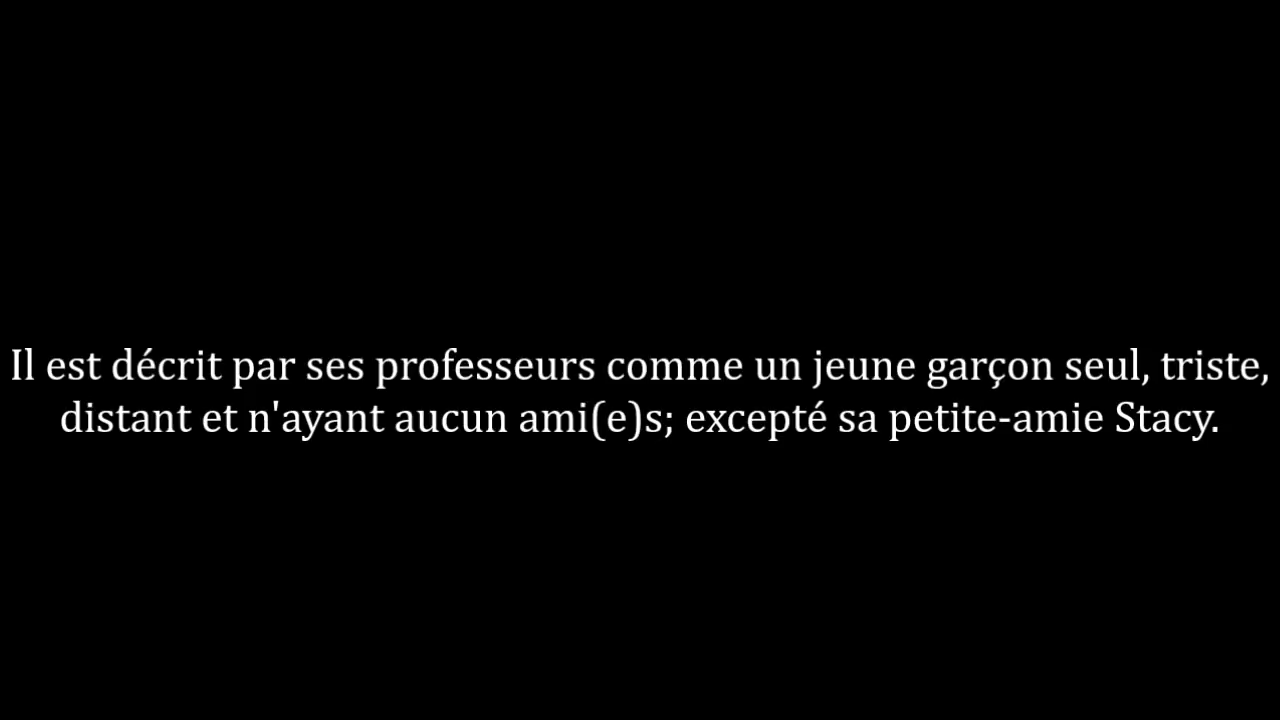 Il est décrit par ses professeurs comme un jeune garçon seul, triste,
distant et n'ayant aucun ami(e)s; excepté sa petite-amie Stacy.